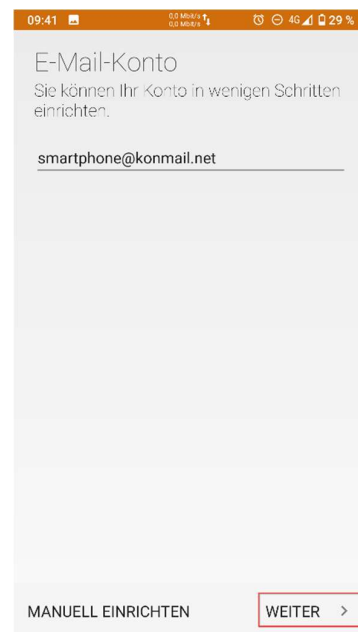 09:41 0,0 Mbit/s 4G 29 %
0,0 Mbit/s
E-Mail-Konto
Sie können Ihr Konto in wenigen Schritten
einrichten.
smartphone@konmail.net
MANUELL EINRICHTEN WEITER